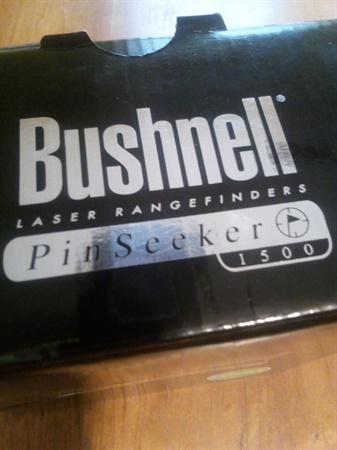 Bushnell®
LASER RANGEFINDERS
PinSeeker
1500